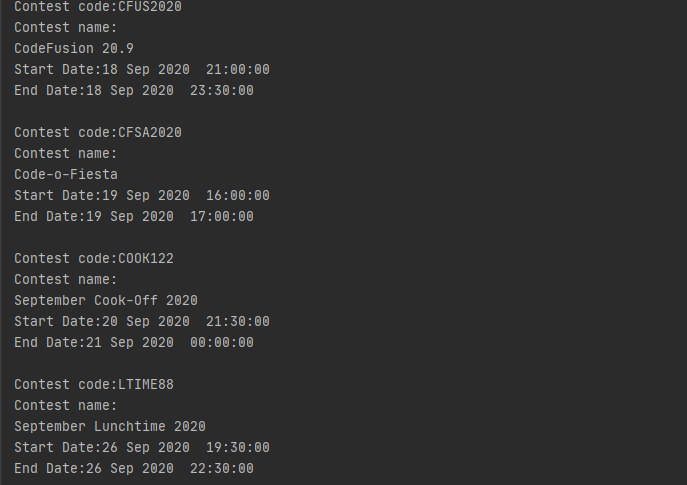 Contest code:CFUS2020
Contest name:
CodeFusion 20.9
Start Date:18 Sep 2020  21:00:00
End Date:18 Sep 2020  23:30:00

Contest code:CFSA2020
Contest name:
Code-o-Fiesta
Start Date:19 Sep 2020  16:00:00
End Date:19 Sep 2020  17:00:00

Contest code:COOK122
Contest name:
September Cook-Off 2020
Start Date:20 Sep 2020  21:30:00
End Date:21 Sep 2020  00:00:00

Contest code:LTIME88
Contest name:
September Lunchtime 2020
Start Date:26 Sep 2020  19:30:00
End Date:26 Sep 2020  22:30:00